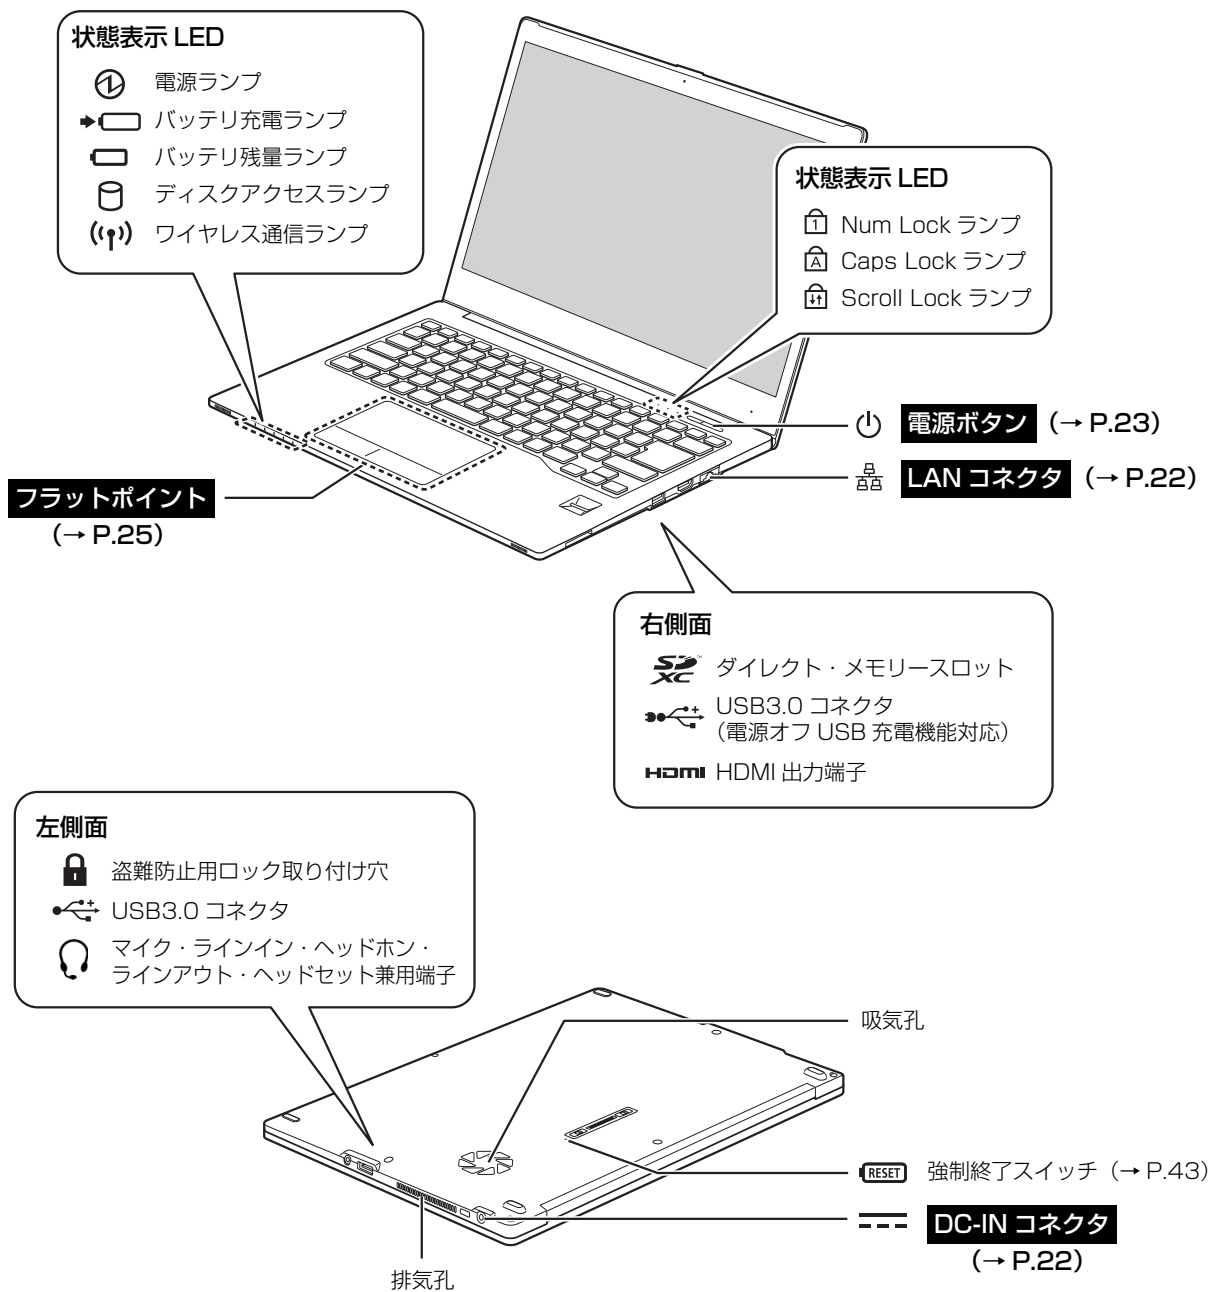 状態表示 LED
電源ランプ
バッテリ充電ランプ
バッテリ残量ランプ
ディスクアクセスランプ
ワイヤレス通信ランプ
状態表示 LED
1 Num Lock ランプ
A Caps Lock ランプ
Scroll Lock ランプ
電源ボタン（→ P.23）
LAN コネクタ（→ P.22）
フラットポイント
（→ P.25）
右側面
SD XC™ ダイレクト・メモリースロット
USB3.0 コネクタ
（電源オフ USB 充電機能対応）
HDMI HDMI 出力端子
左側面
盗難防止用ロック取り付け穴
USB3.0 コネクタ
マイク・ラインイン・ヘッドホン・
ラインアウト・ヘッドセット兼用端子
吸気孔
RESET 強制終了スイッチ（→ P.43）
DC-IN コネクタ
（→ P.22）
排気孔